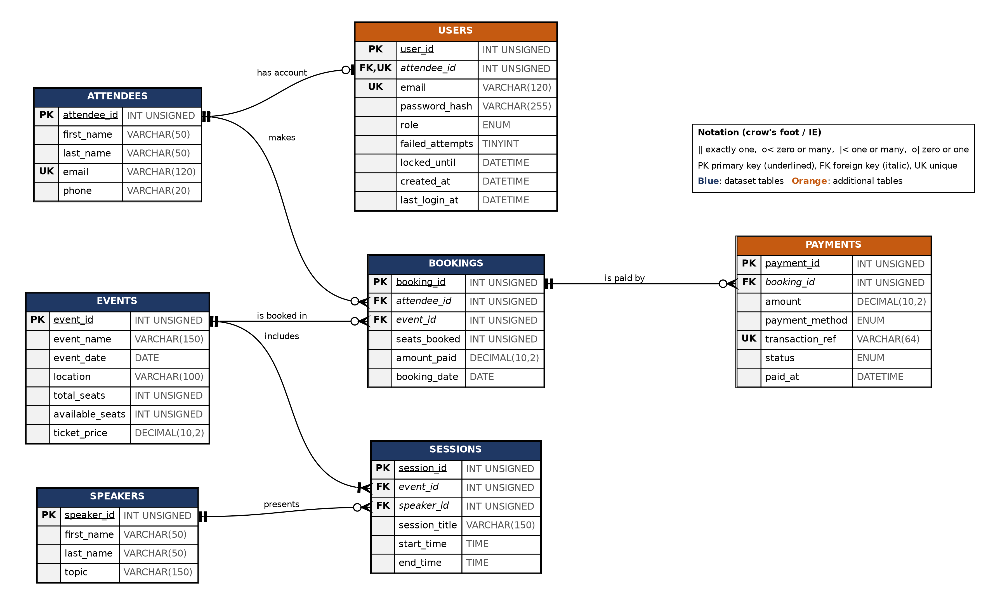 USERS
PK user_id INT UNSIGNED
FK,UK attendee_id INT UNSIGNED
UK email VARCHAR(120)
password_hash VARCHAR(255)
role ENUM
failed_attempts TINYINT
locked_until DATETIME
created_at DATETIME
last_login_at DATETIME
has account
ATTENDEES
PK attendee_id INT UNSIGNED
first_name VARCHAR(50)
last_name VARCHAR(50)
UK email VARCHAR(120)
phone VARCHAR(20)
makes
Notation (crow's foot / IE)
|| exactly one, o< zero or many, |< one or many, o| zero or one
PK primary key (underlined), FK foreign key (italic), UK unique
Blue: dataset tables Orange: additional tables
BOOKINGS
PK booking_id INT UNSIGNED
FK attendee_id INT UNSIGNED
FK event_id INT UNSIGNED
seats_booked INT UNSIGNED
amount_paid DECIMAL(10,2)
booking_date DATE
is paid by
PAYMENTS
PK payment_id INT UNSIGNED
FK booking_id INT UNSIGNED
amount DECIMAL(10,2)
payment_method ENUM
UK transaction_ref VARCHAR(64)
status ENUM
paid_at DATETIME
EVENTS
PK event_id INT UNSIGNED
event_name VARCHAR(150)
event_date DATE
location VARCHAR(100)
total_seats INT UNSIGNED
available_seats INT UNSIGNED
ticket_price DECIMAL(10,2)
is booked in
includes
SESSIONS
PK session_id INT UNSIGNED
FK event_id INT UNSIGNED
FK speaker_id INT UNSIGNED
session_title VARCHAR(150)
start_time TIME
end_time TIME
SPEAKERS
PK speaker_id INT UNSIGNED
first_name VARCHAR(50)
last_name VARCHAR(50)
topic VARCHAR(150)
presents